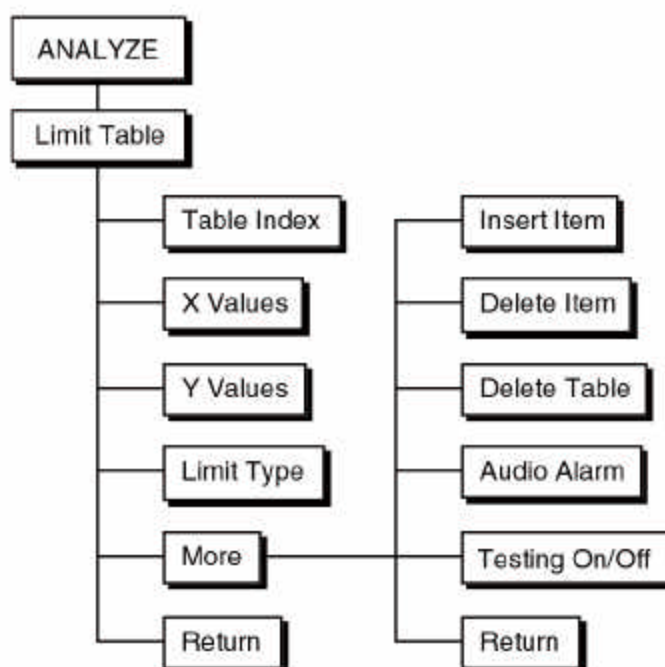 ANALYZE
Limit Table
Table Index
X Values
Y Values
Limit Type
More
Return
Insert Item
Delete Item
Delete Table
Audio Alarm
Testing On/Off
Return